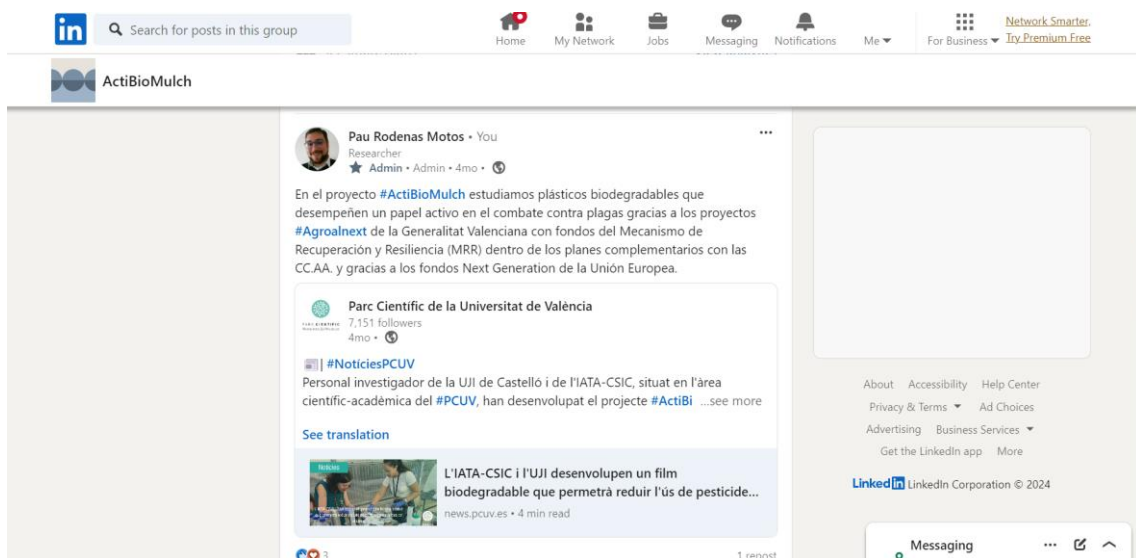 in
Search for posts in this group
Home
My Network
Jobs
Messaging
Notifications
Me
For Business
Network Smarter,
Try Premium Free
ActiBioMulch
Pau Rodenas Motos • You
Researcher
Admin • Admin • 4mo •
En el proyecto #ActiBioMulch estudiamos plásticos biodegradables que
desempeñen un papel activo en el combate contra plagas gracias a los proyectos
#Agroalnext de la Generalitat Valenciana con fondos del Mecanismo de
Recuperación y Resiliencia (MRR) dentro de los planes complementarios con las
CC.AA. y gracias a los fondos Next Generation de la Unión Europea.
Parc Científic de la Universitat de València
7,151 followers
4mo •
| #NotíciesPCUV
Personal investigador de la UJI de Castelló i de l'IATA-CSIC, situat en l'àrea
científic-acadèmica del #PCUV, han desenvolupat el projecte #ActiBi ...see more
See translation
Notícies
L'IATA-CSIC i l'UJI desenvolupen un film
biodegradable que permetrà reduir l'ús de pesticide...
news.pcuv.es • 4 min read
3
1 repost
About Accessibility Help Center
Privacy & Terms Ad Choices
Advertising Business Services
Get the LinkedIn app More
LinkedIn LinkedIn Corporation © 2024
Messaging